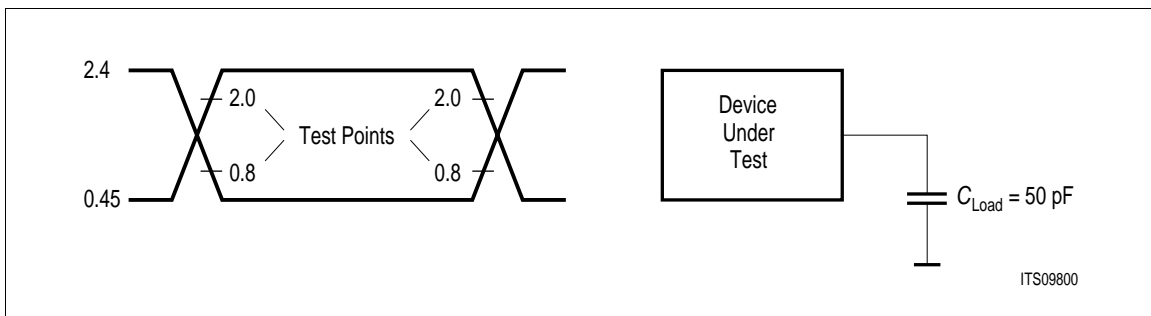 2.4
2.0
2.0
Test Points
0.8
0.8
0.45
Device
Under
Test
C Load = 50 pF
ITS09800